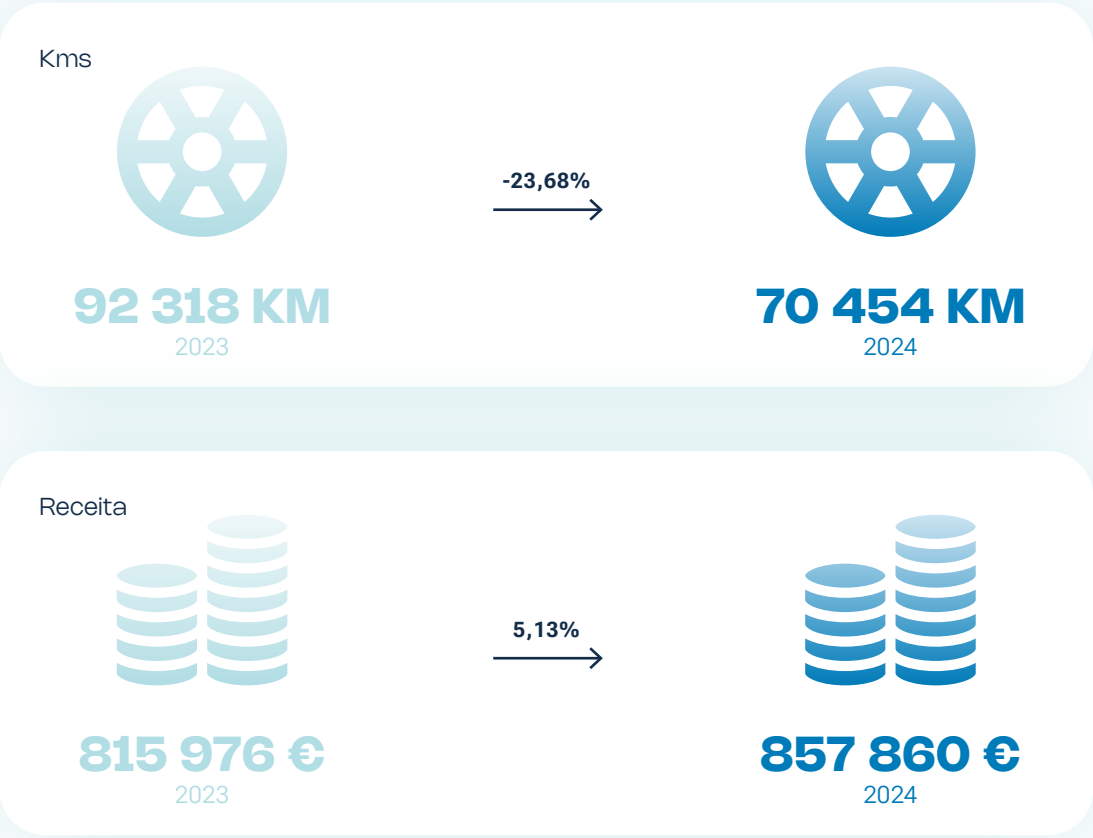 Kms
-23,68%
92 318 KM
2023
70 454 KM
2024
Receita
5,13%
815 976 €
2023
857 860 €
2024